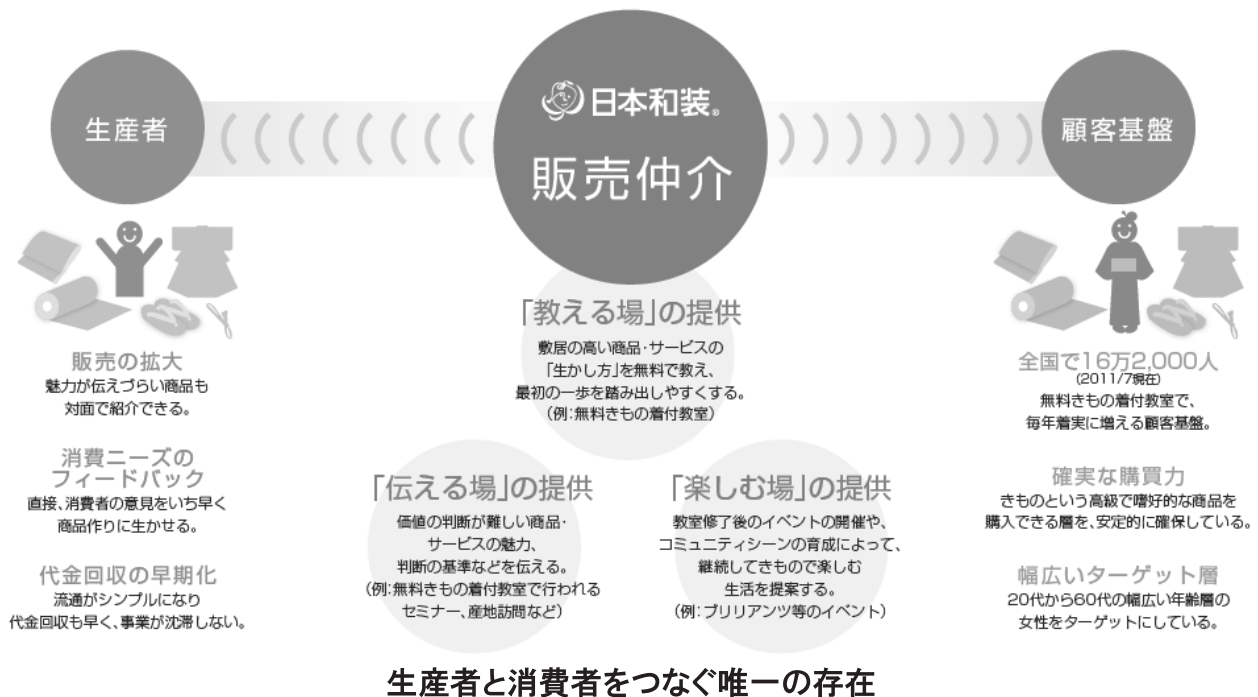 生産者
日本和装®
販売仲介
顧客基盤
販売の拡大
魅力が伝えづらい商品も
対面で紹介できる。
消費ニーズの
フィードバック
直接、消費者の意見をいち早く
商品作りに生かせる。
代金回収の早期化
流通がシンプルになり
代金回収も早く、事業が沈滞しない。
「教える場」の提供
敷居の高い商品・サービスの
「生かし方」を無料で教え、
最初の一歩を踏み出しやすくする。
(例：無料きもの着付教室)
「伝える場」の提供
価値の判断が難しい商品・
サービスの魅力、
判断の基準などを伝える。
(例：無料きもの着付教室で行われる
セミナー、産地訪問など)
「楽しむ場」の提供
教室修了後のイベントの開催や、
コミュニティシーンの育成によって、
継続してきもので楽しむ
生活を提案する。
(例：ブリリアンツ等のイベント)
全国で16万2,000人
(2011/7現在)
無料きもの着付教室で、
毎年着実に増える顧客基盤。
確実な購買力
きものという高級で嗜好的な商品を
購入できる層を、安定的に確保している。
幅広いターゲット層
20代から60代の幅広い年齢層の
女性をターゲットにしている。
生産者と消費者をつなぐ唯一の存在